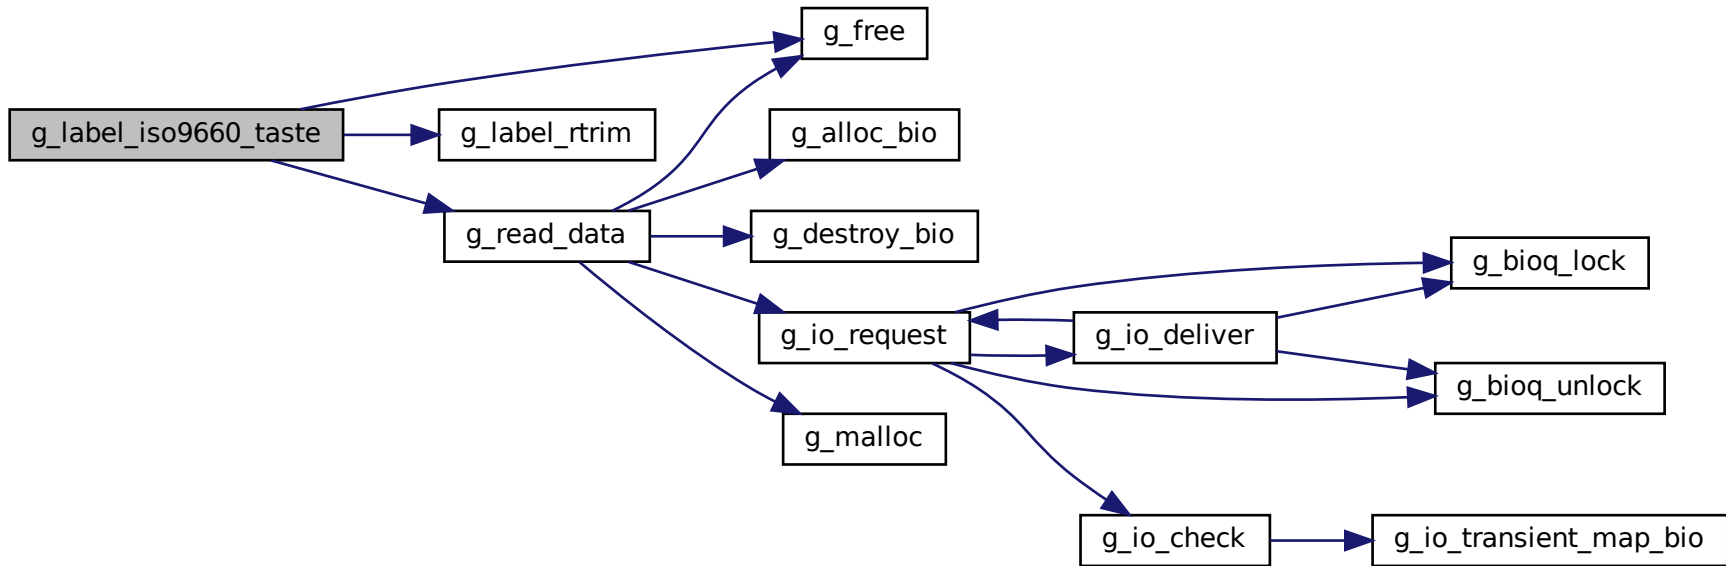 g_free
g_label_iso9660_taste
g_label_rtrim
g_alloc_bio
g_read_data
g_destroy_bio
g_bioq_lock
g_io_request
g_io_deliver
g_bioq_unlock
g_malloc
g_io_check
g_io_transient_map_bio